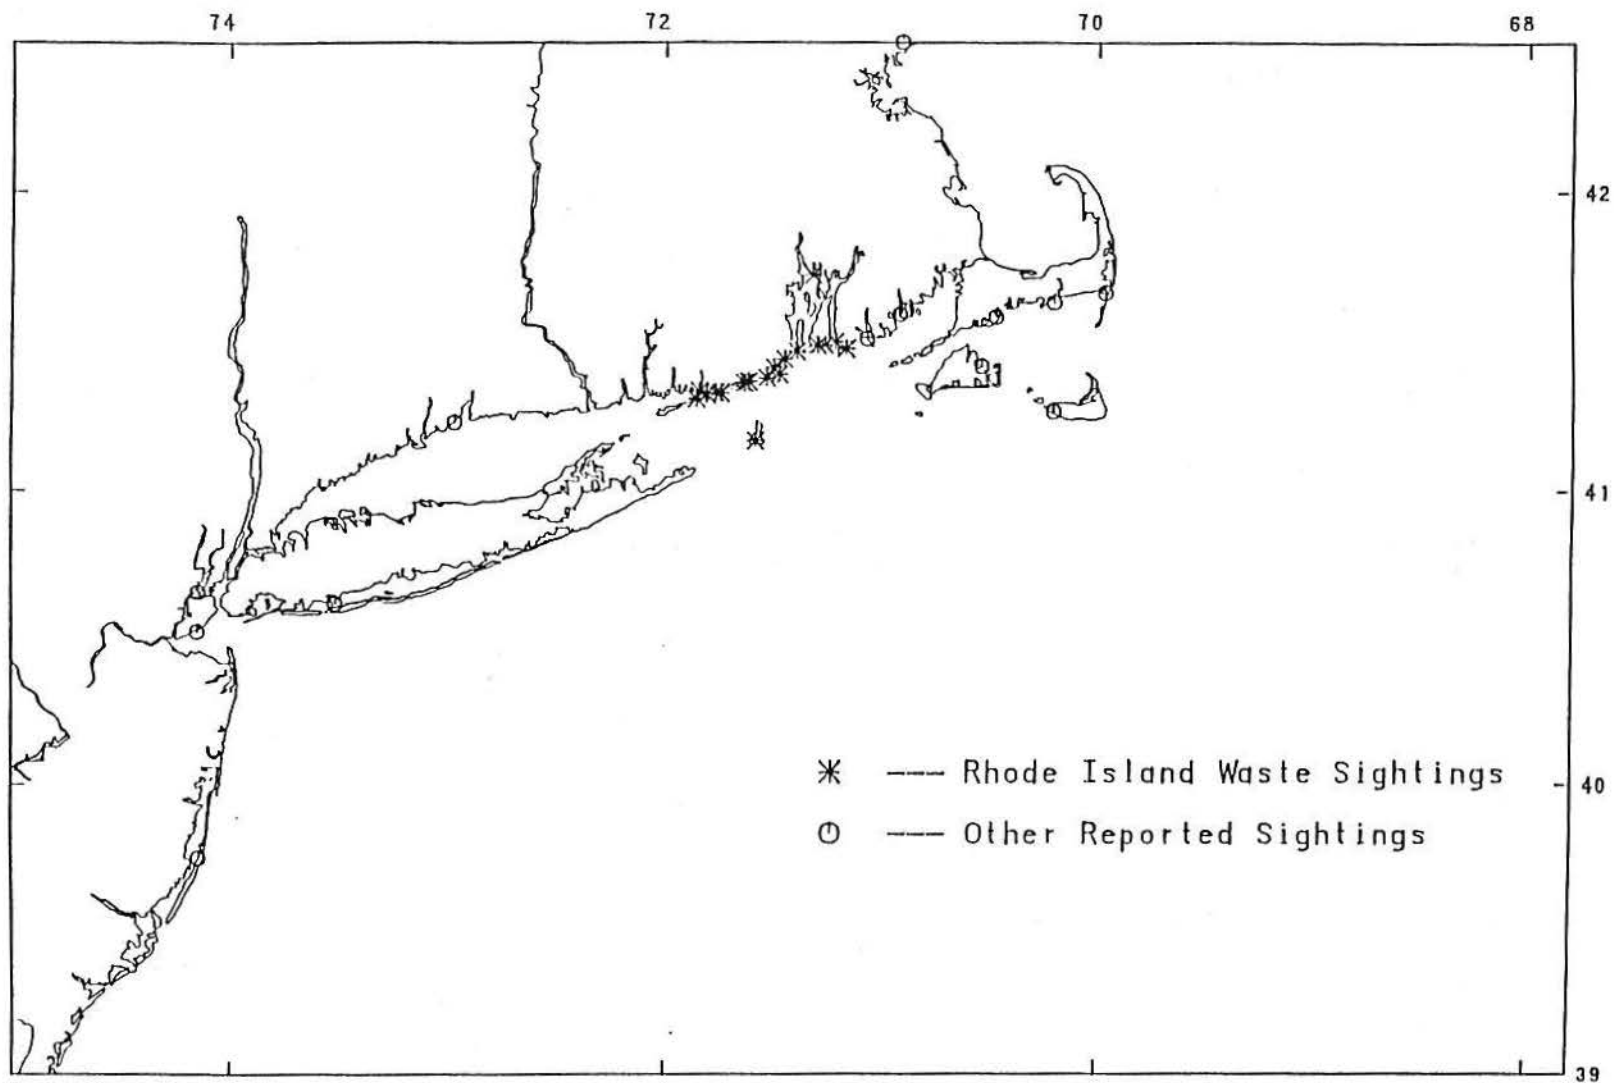 74 72 70 68
42
41
* —— Rhode Island Waste Sightings
40
—— Other Reported Sightings
39